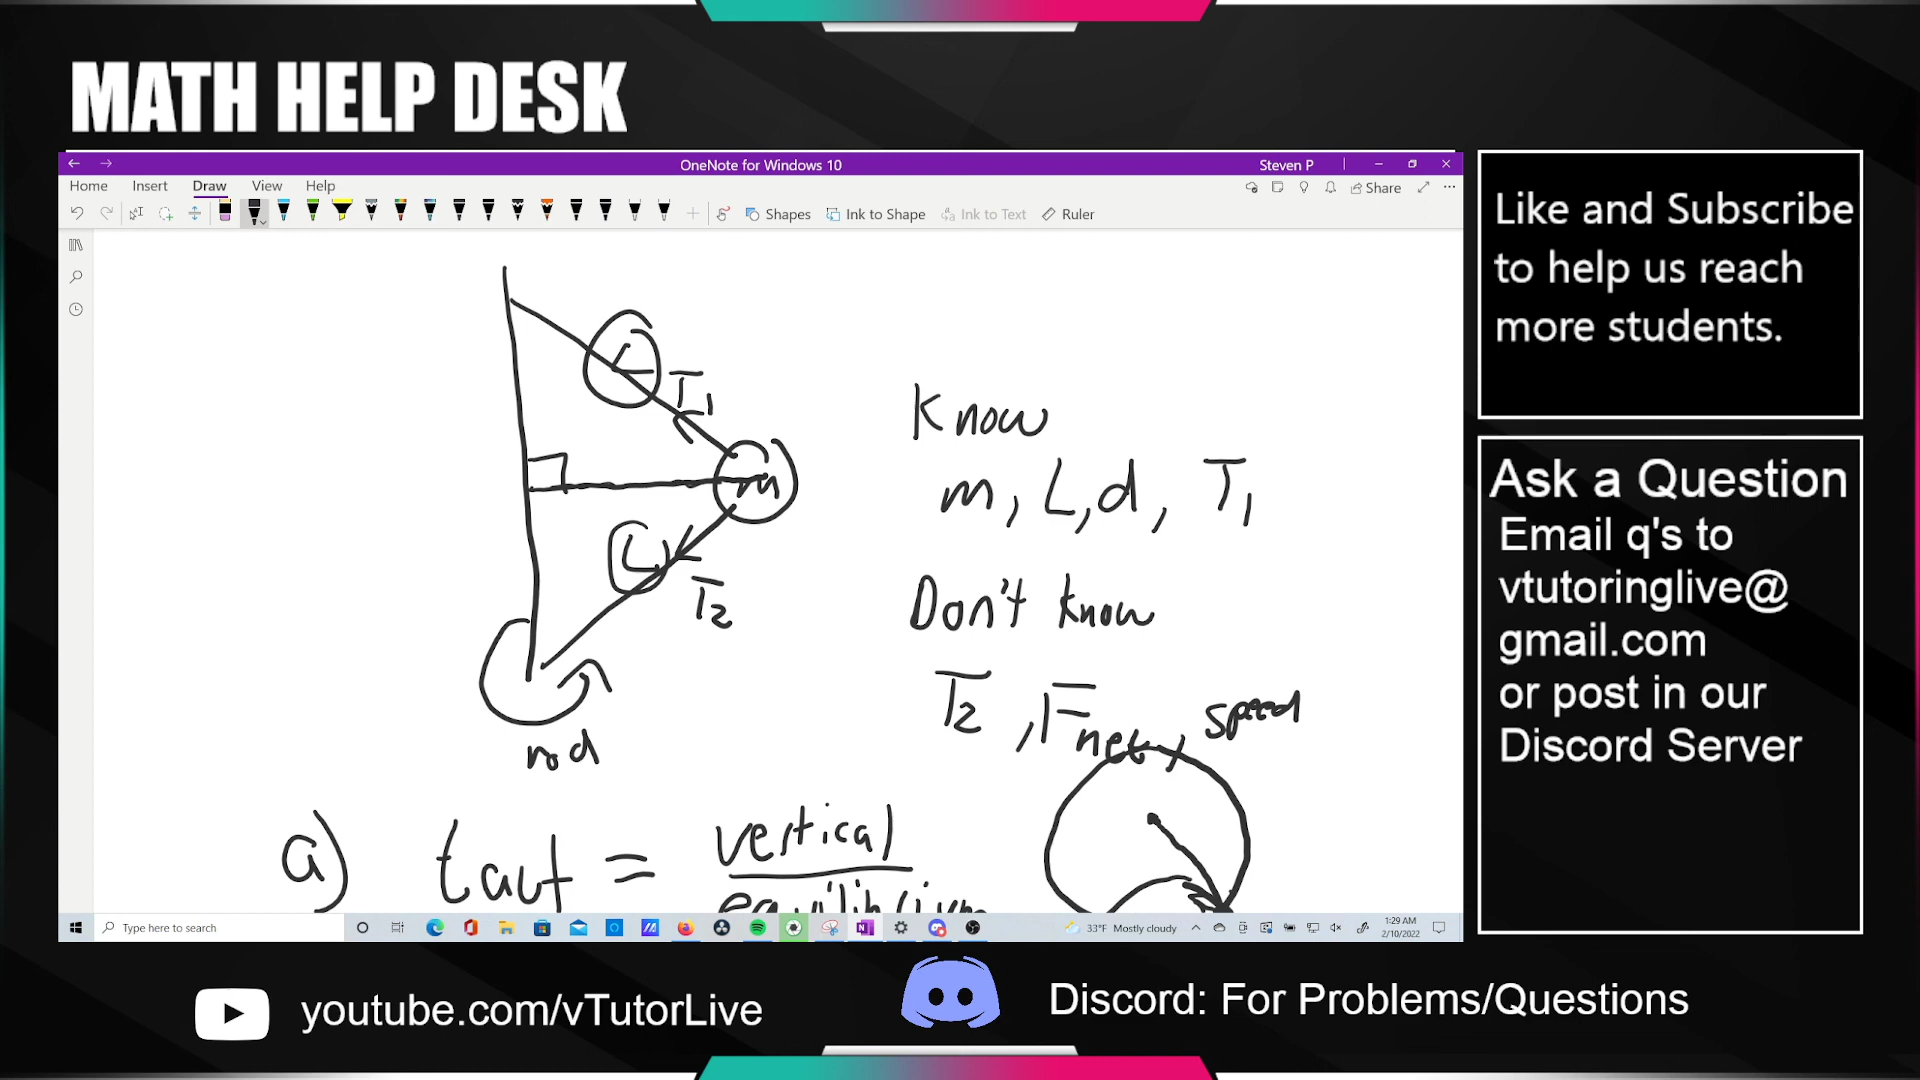 MATH HELP DESK
OneNote for Windows 10
Steven P
Home Insert Draw View Help
Share
Shapes Ink to Shape Ink to Text Ruler
L
T1
m
L
T2
rod
Know
m, L, d, T1
Don't know
T2, Fnet, speed
a) taut = vertical
equilibrium
Type here to search
33°F Mostly cloudy
1:29 AM
2/10/2022
Like and Subscribe
to help us reach
more students.
Ask a Question
Email q's to
vtutoringlive@
gmail.com
or post in our
Discord Server
youtube.com/vTutorLive
Discord: For Problems/Questions